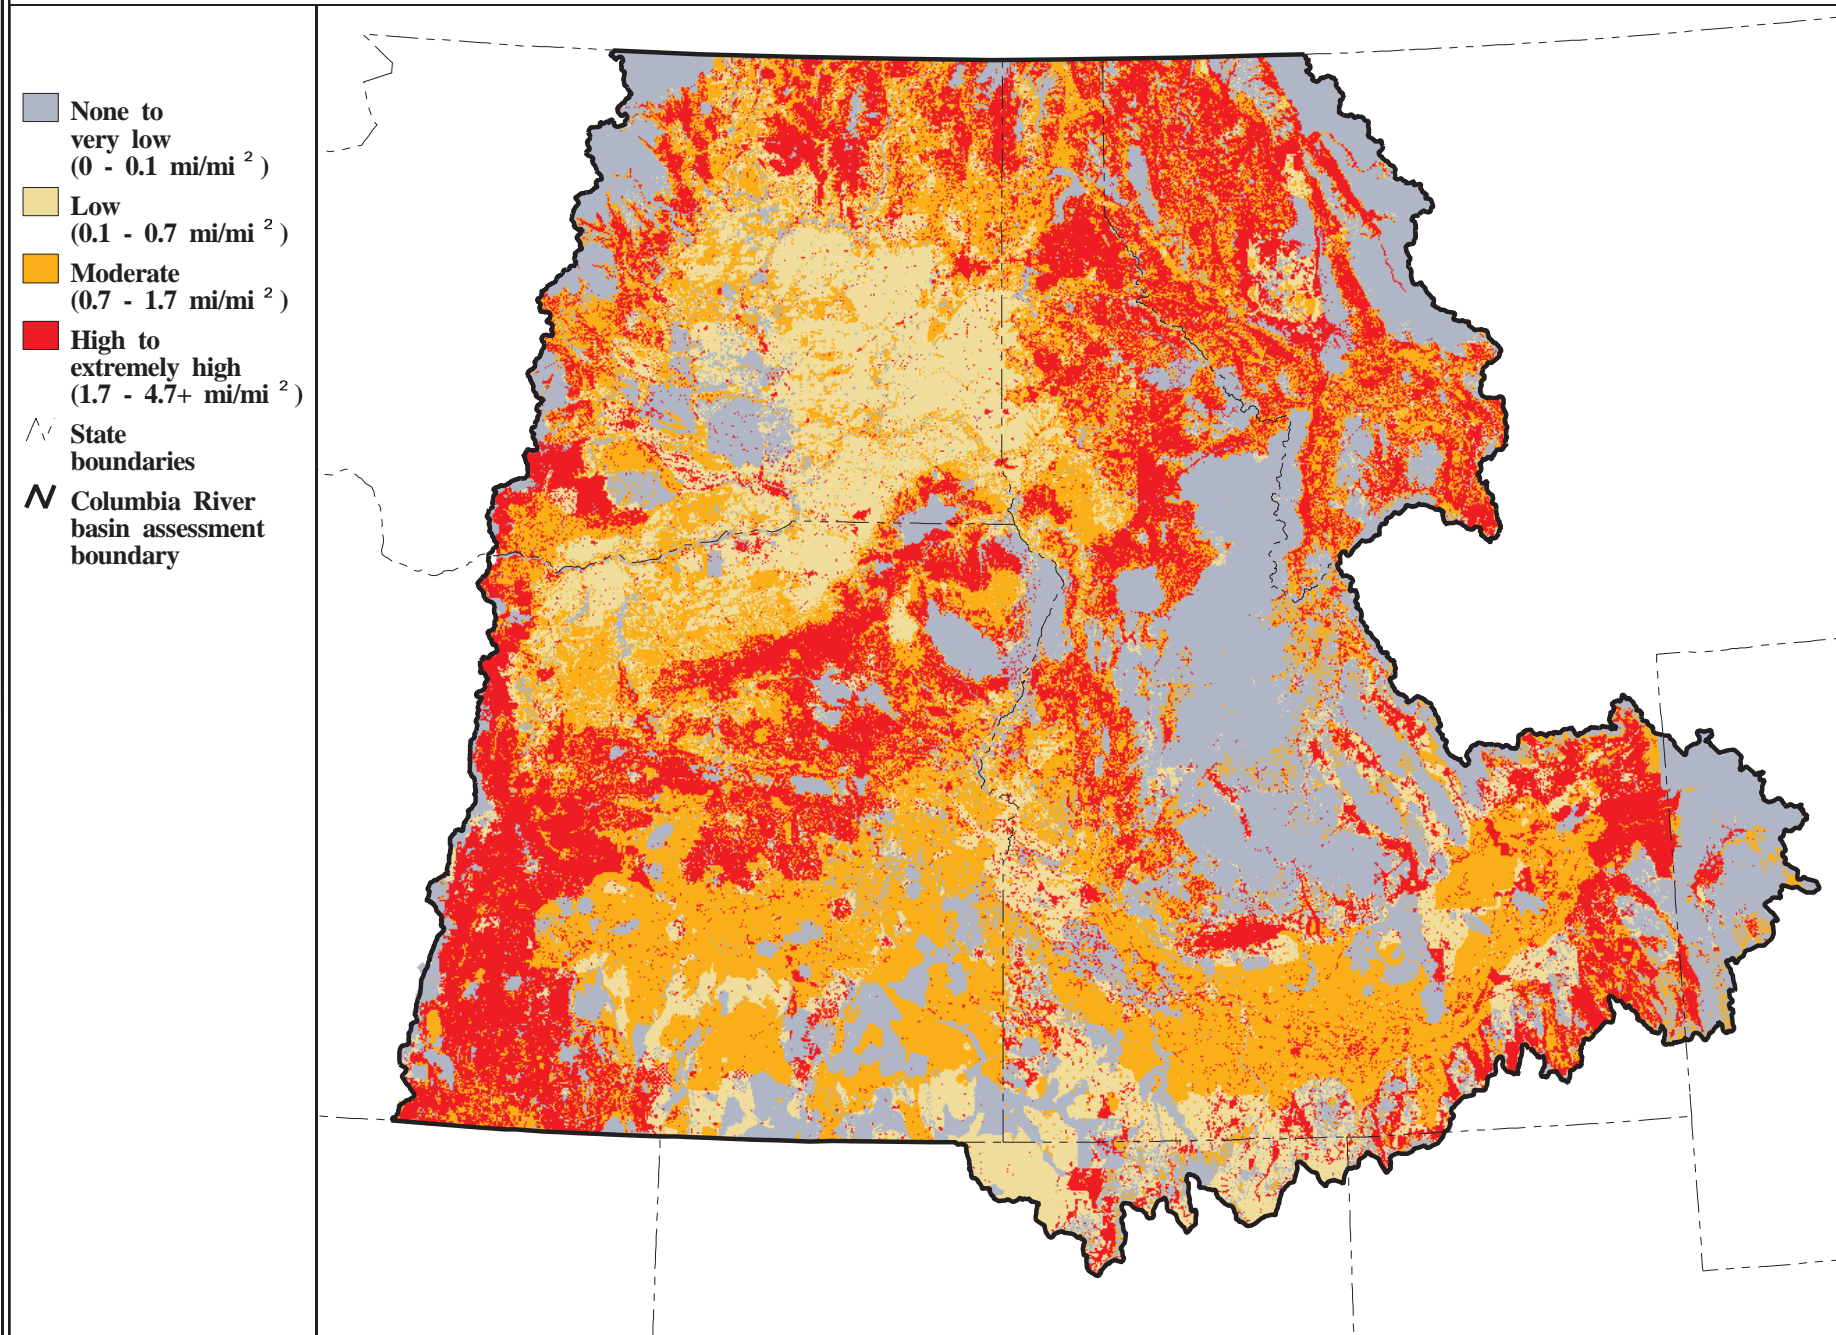 None to
very low
(0 - 0.1 mi/mi ²)
Low
(0.1 - 0.7 mi/mi ²)
Moderate
(0.7 - 1.7 mi/mi ²)
High to
extremely high
(1.7 - 4.7+ mi/mi ²)
State
boundaries
Columbia River
basin assessment
boundary